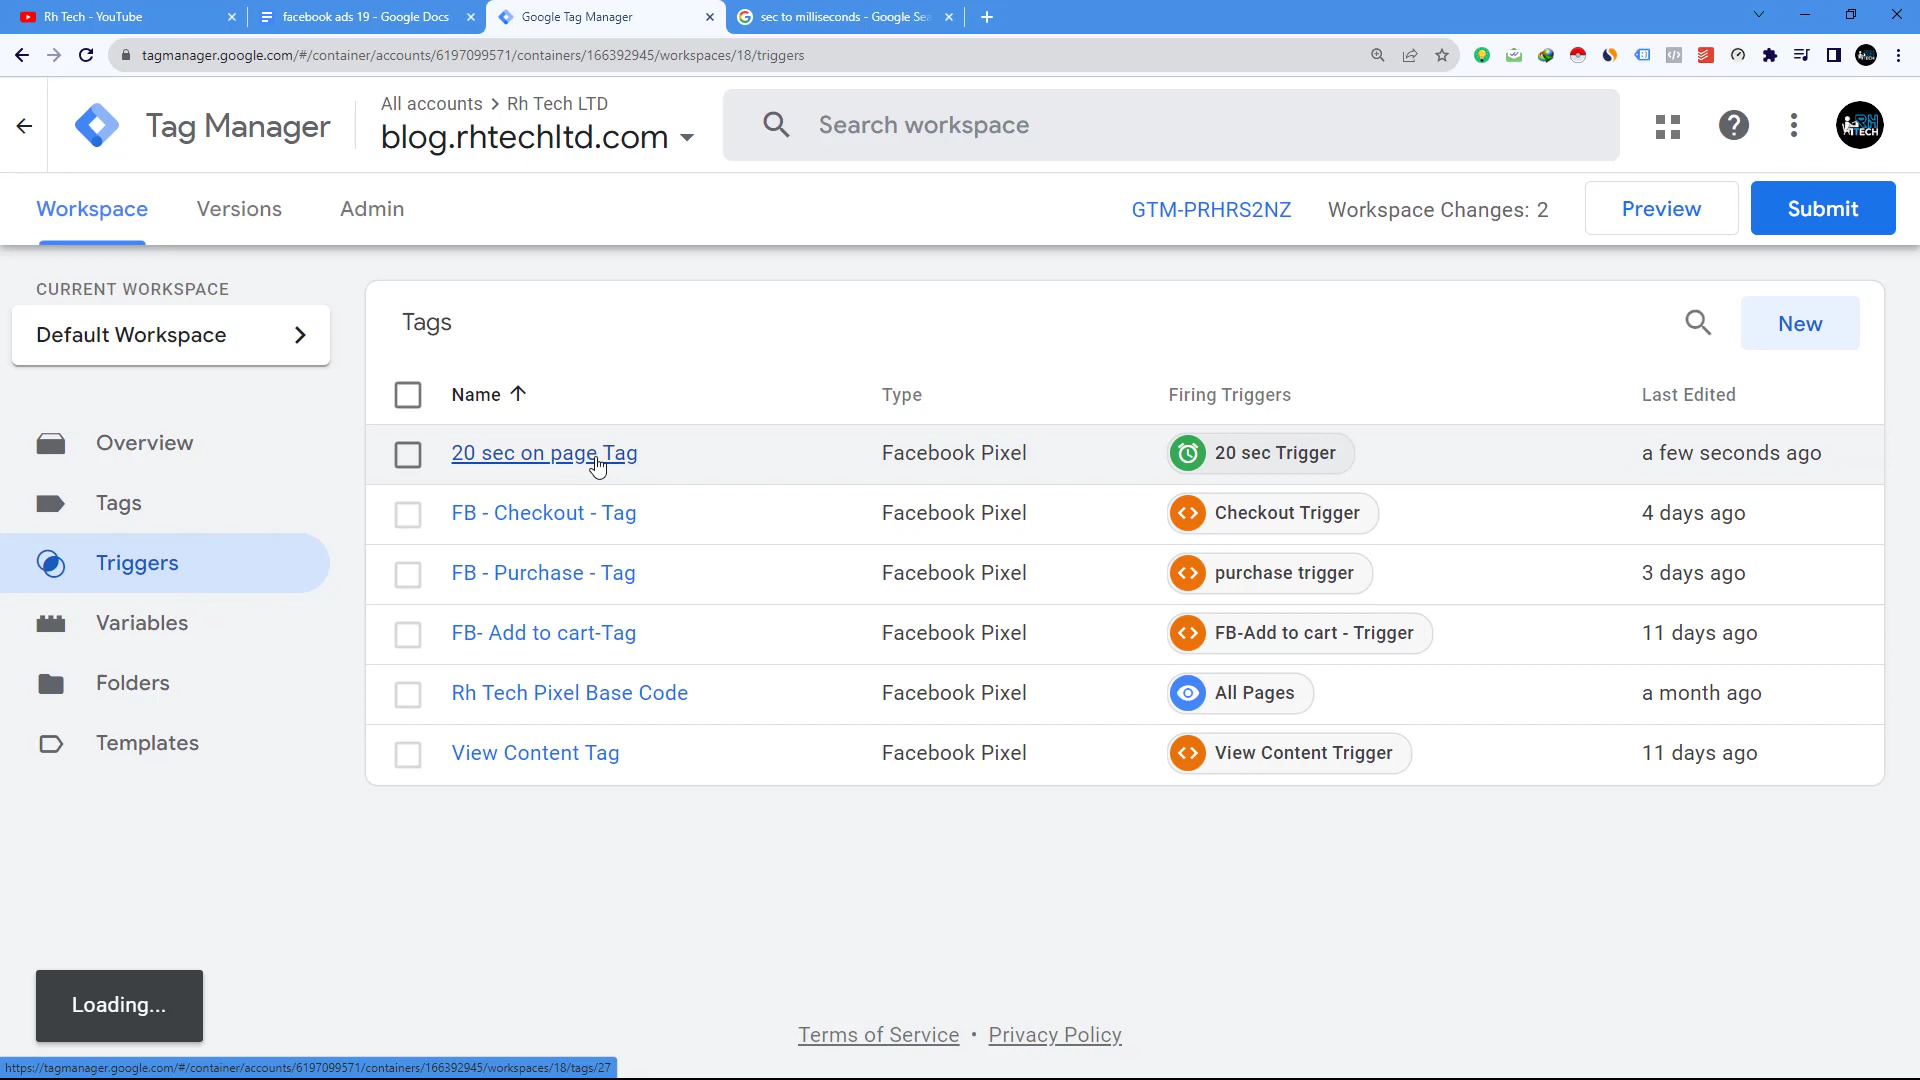 Rh Tech - YouTube
facebook ads 19 - Google Docs
Google Tag Manager
sec to milliseconds - Google Sea
tagmanager.google.com/#/container/accounts/6197099571/containers/166392945/workspaces/18/triggers
Tag Manager
All accounts > Rh Tech LTD
blog.rhtechltd.com
Search workspace
Workspace
Versions
Admin
GTM-PRHRS2NZ
Workspace Changes: 2
Preview
Submit
CURRENT WORKSPACE
Default Workspace
Overview
Tags
Triggers
Variables
Folders
Templates
Tags
New
Name Type Firing Triggers Last Edited
20 sec on page Tag Facebook Pixel 20 sec Trigger a few seconds ago
FB - Checkout - Tag Facebook Pixel Checkout Trigger 4 days ago
FB - Purchase - Tag Facebook Pixel purchase trigger 3 days ago
FB- Add to cart-Tag Facebook Pixel FB-Add to cart - Trigger 11 days ago
Rh Tech Pixel Base Code Facebook Pixel All Pages a month ago
View Content Tag Facebook Pixel View Content Trigger 11 days ago
Loading...
Terms of Service • Privacy Policy
https://tagmanager.google.com/#/container/accounts/6197099571/containers/166392945/workspaces/18/tags/27